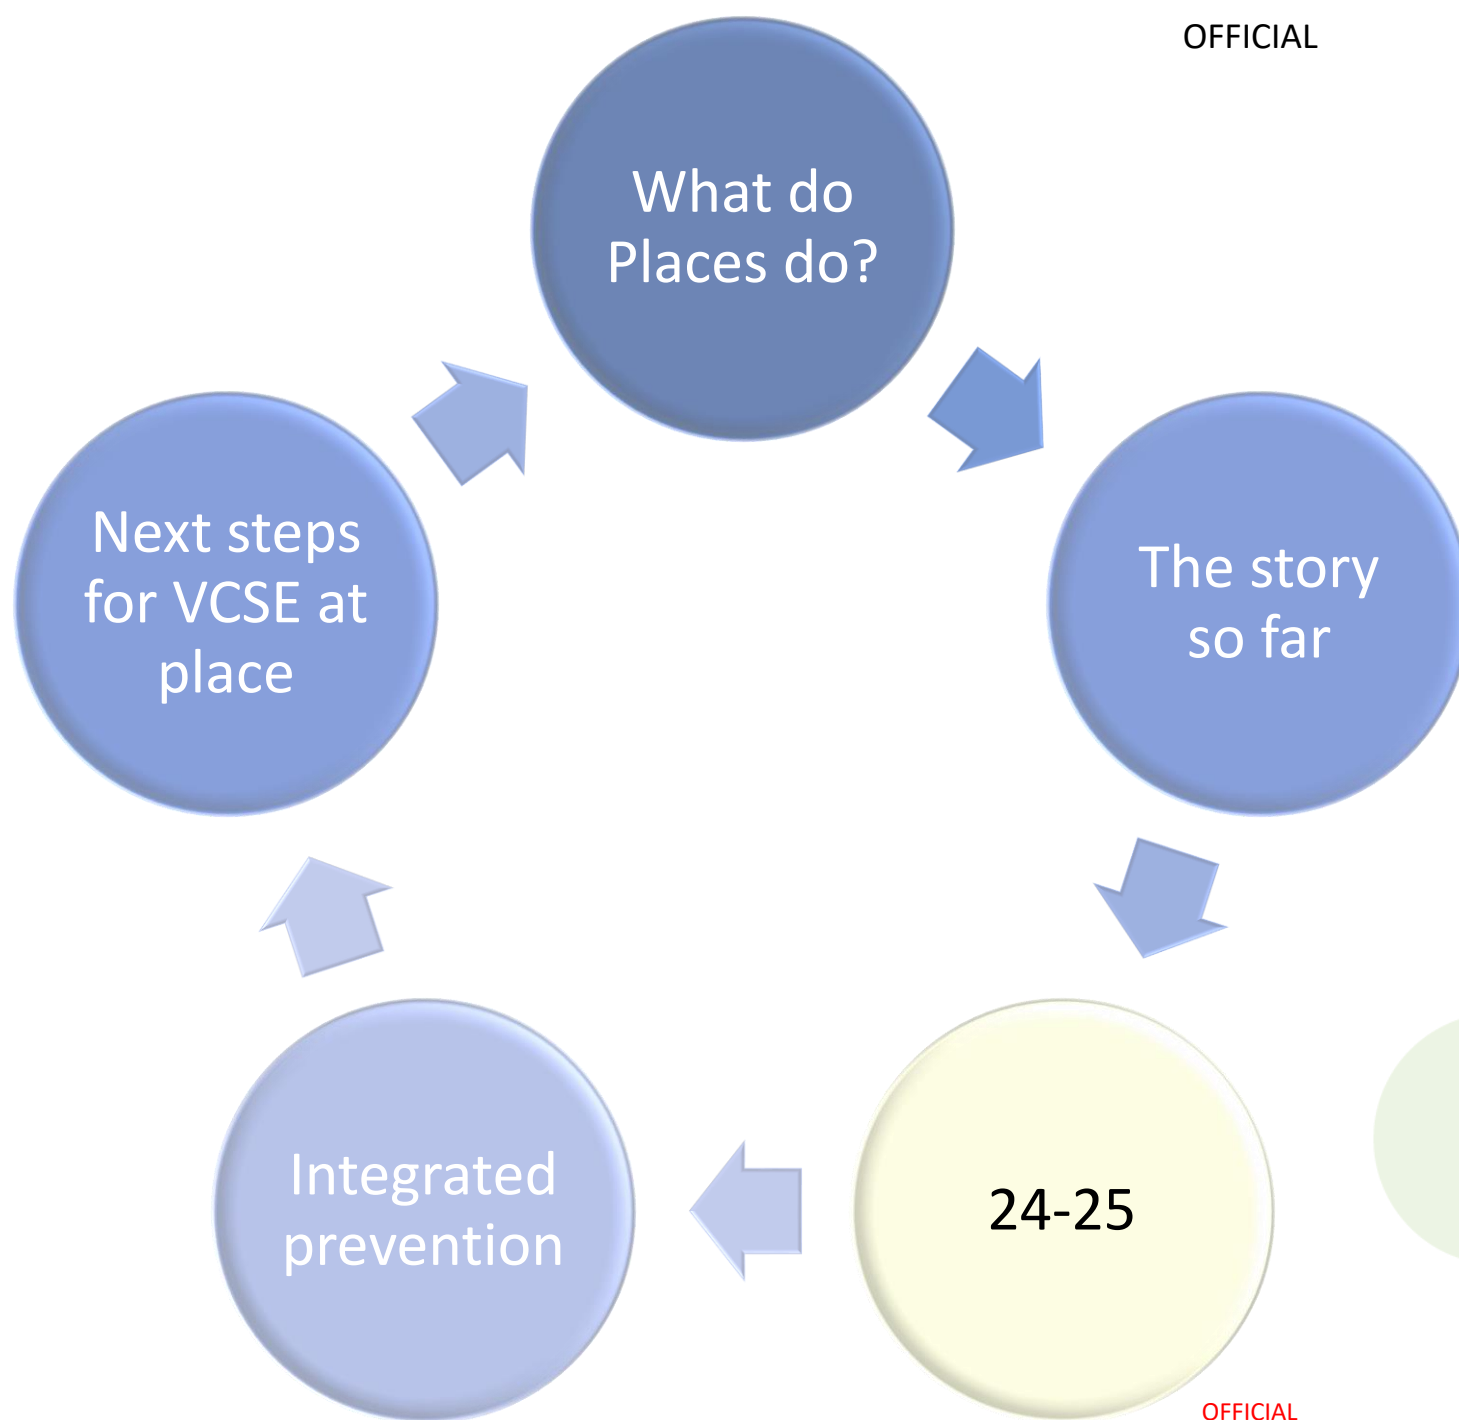 OFFICIAL
What do
Places do?
The story
so far
24-25
Integrated
prevention
Next steps
for VCSE at
place
OFFICIAL